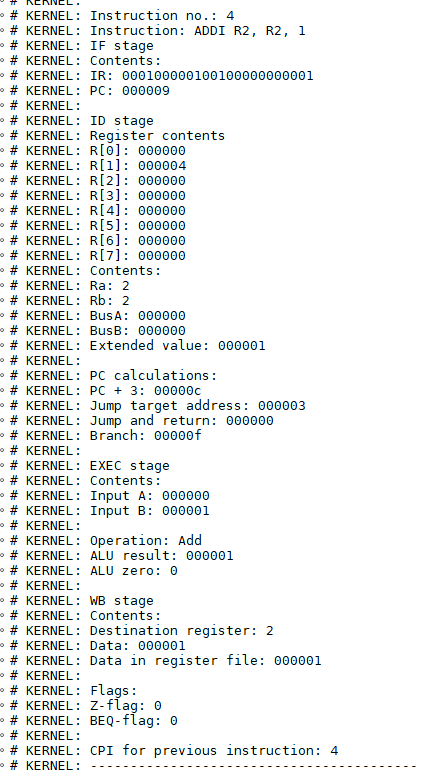 # KERNEL:
# KERNEL: Instruction no.: 4
# KERNEL: Instruction: ADDI R2, R2, 1
# KERNEL: IF stage
# KERNEL: Contents:
# KERNEL: IR: 000100000100100000000001
# KERNEL: PC: 000009
# KERNEL:
# KERNEL: ID stage
# KERNEL: Register contents
# KERNEL: R[0]: 000000
# KERNEL: R[1]: 000004
# KERNEL: R[2]: 000000
# KERNEL: R[3]: 000000
# KERNEL: R[4]: 000000
# KERNEL: R[5]: 000000
# KERNEL: R[6]: 000000
# KERNEL: R[7]: 000000
# KERNEL: Contents:
# KERNEL: Ra: 2
# KERNEL: Rb: 2
# KERNEL: BusA: 000000
# KERNEL: BusB: 000000
# KERNEL: Extended value: 000001
# KERNEL:
# KERNEL: PC calculations:
# KERNEL: PC + 3: 00000c
# KERNEL: Jump target address: 000003
# KERNEL: Jump and return: 000000
# KERNEL: Branch: 00000f
# KERNEL:
# KERNEL: EXEC stage
# KERNEL: Contents:
# KERNEL: Input A: 000000
# KERNEL: Input B: 000001
# KERNEL:
# KERNEL: Operation: Add
# KERNEL: ALU result: 000001
# KERNEL: ALU zero: 0
# KERNEL:
# KERNEL: WB stage
# KERNEL: Contents:
# KERNEL: Destination register: 2
# KERNEL: Data: 000001
# KERNEL: Data in register file: 000001
# KERNEL:
# KERNEL: Flags:
# KERNEL: Z-flag: 0
# KERNEL: BEQ-flag: 0
# KERNEL:
# KERNEL: CPI for previous instruction: 4
# KERNEL: -----------------------------------------